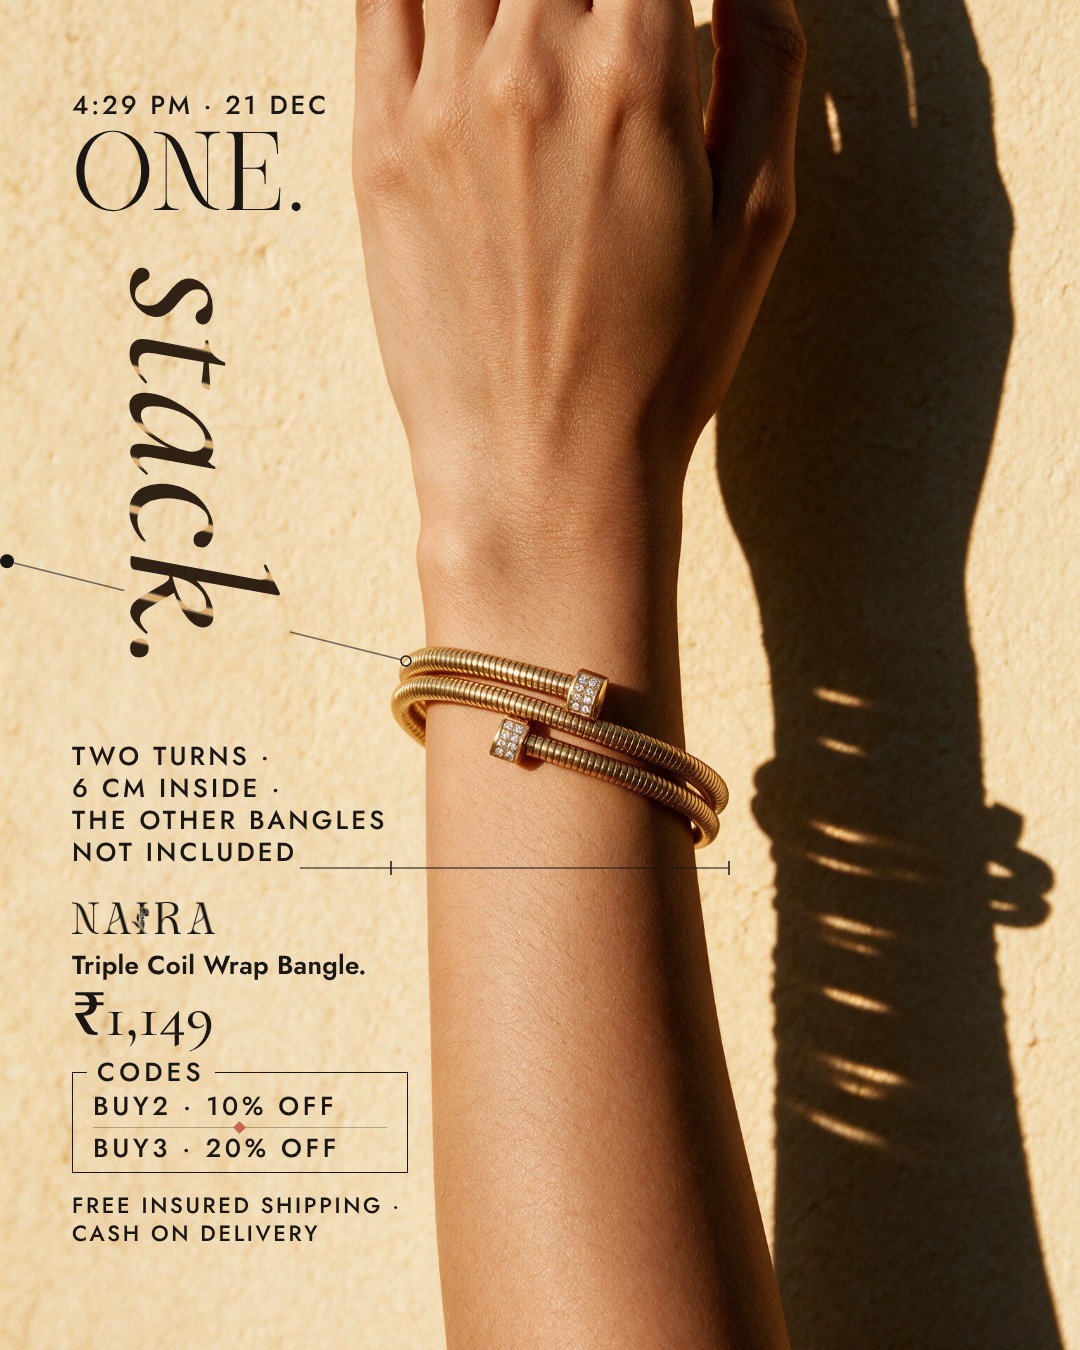 4:29 PM · 21 DEC
ONE.
stack.
TWO TURNS ·
6 CM INSIDE ·
THE OTHER BANGLES
NOT INCLUDED
NAIRA
Triple Coil Wrap Bangle.
₹1,149
CODES
BUY2 · 10% OFF
BUY3 · 20% OFF
FREE INSURED SHIPPING ·
CASH ON DELIVERY